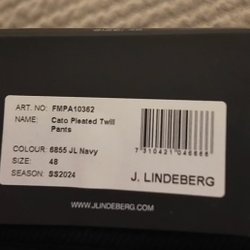 ART. NO: FMPA10362
NAME: Cato Pleated Twill
Pants
COLOUR: 6855 JL Navy
SIZE: 48
SEASON: SS2024
7310421040666
J. LINDEBERG
WWW.JLINDEBERG.COM